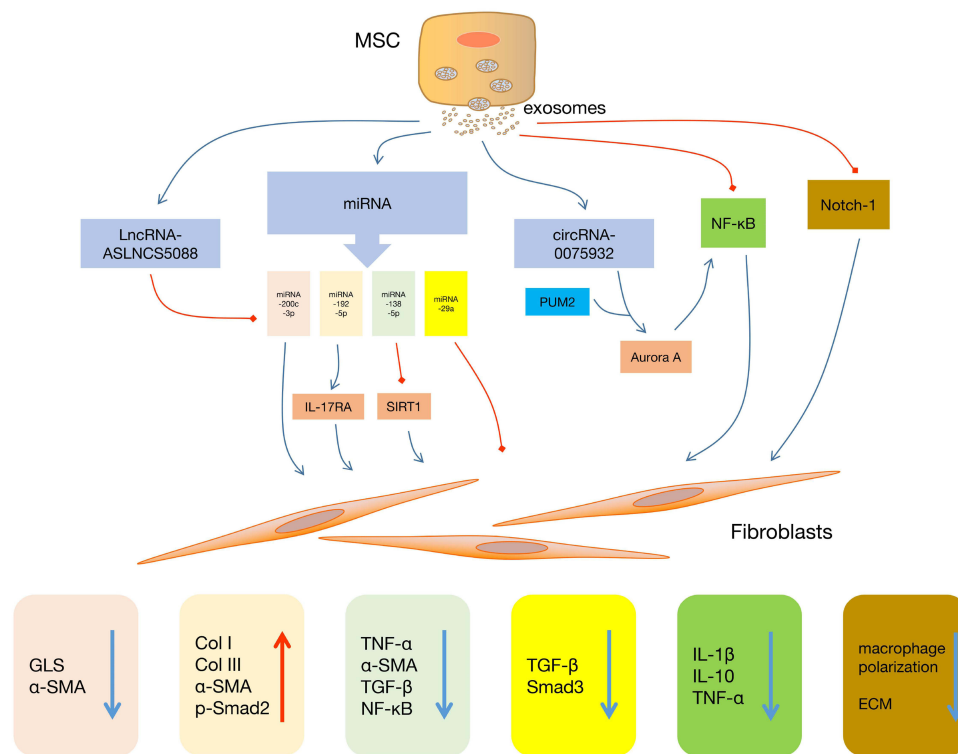 MSC
exosomes
LncRNA-
ASLNCS5088
miRNA
circRNA-
0075932
NF-κB
Notch-1
miRNA
-200c
-3p
miRNA
-192
-5p
miRNA
-138
-5p
miRNA
-29a
PUM2
Aurora A
IL-17RA
SIRT1
Fibroblasts
GLS
α-SMA
Col I
Col III
α-SMA
p-Smad2
TNF-α
α-SMA
TGF-β
NF-κB
TGF-β
Smad3
IL-1β
IL-10
TNF-α
macrophage
polarization
ECM